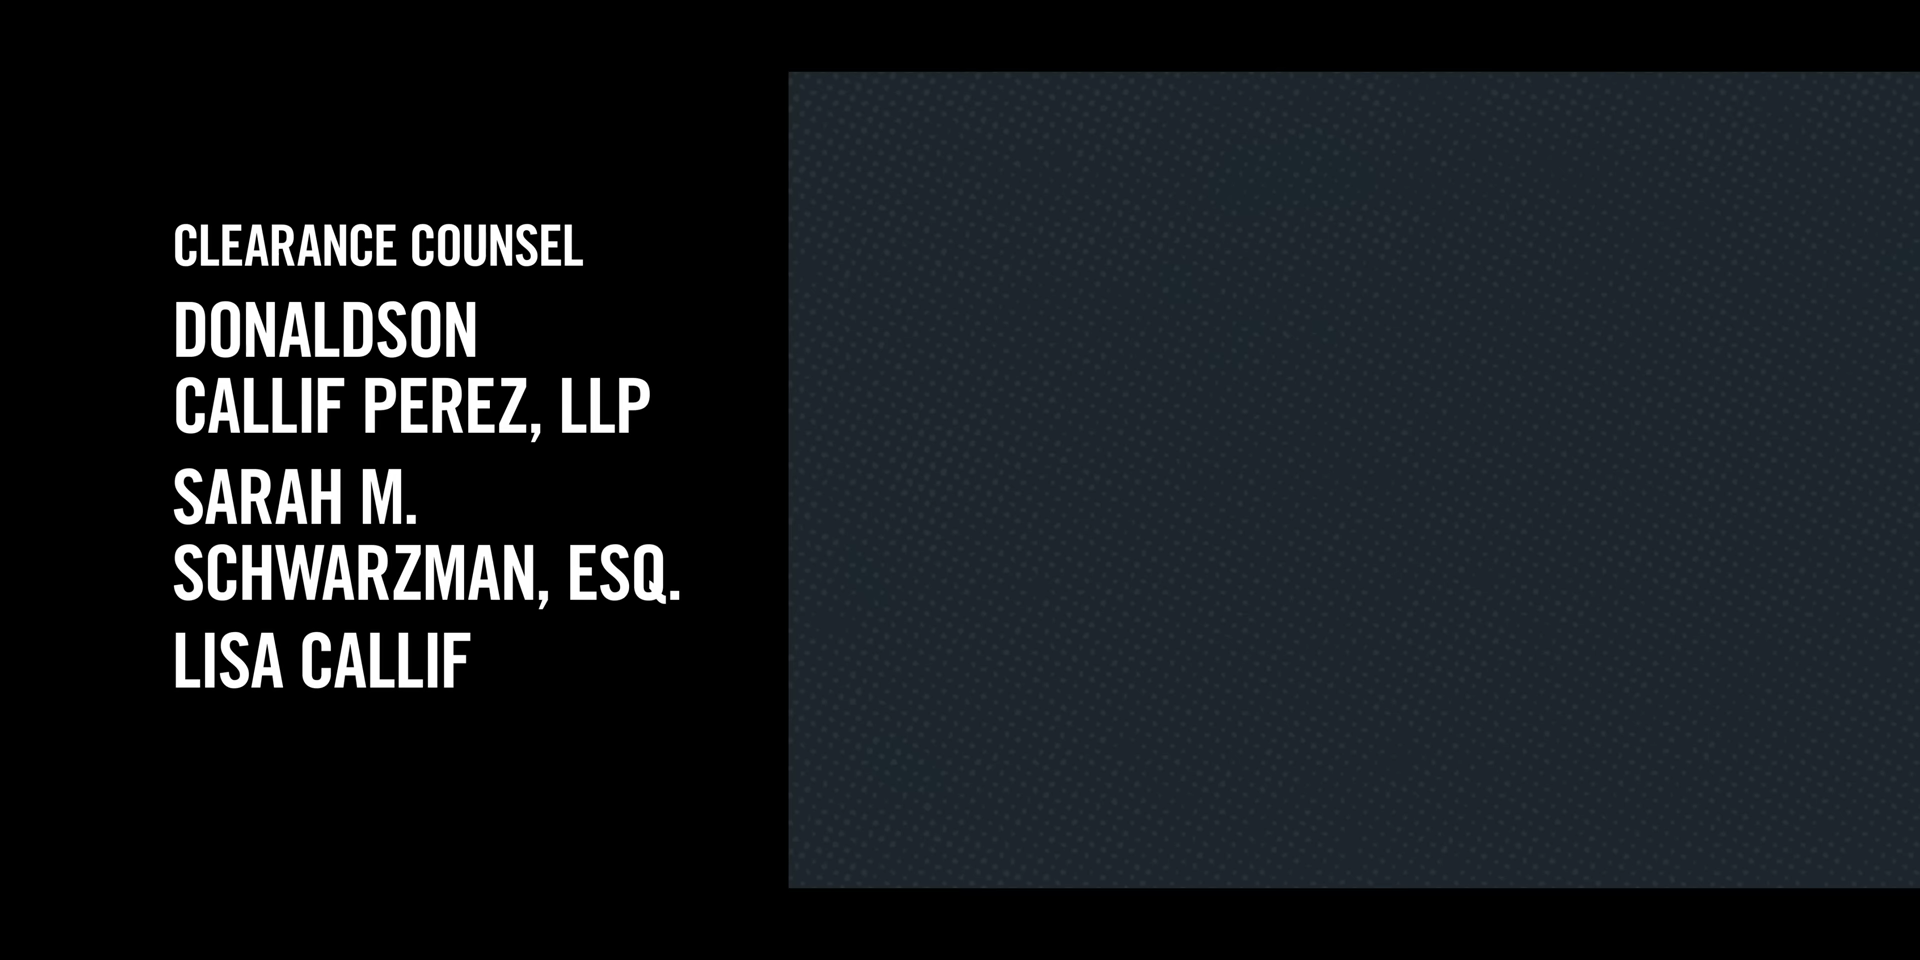 CLEARANCE COUNSEL
DONALDSON
CALLIF PEREZ, LLP
SARAH M.
SCHWARZMAN, ESQ.
LISA CALLIF